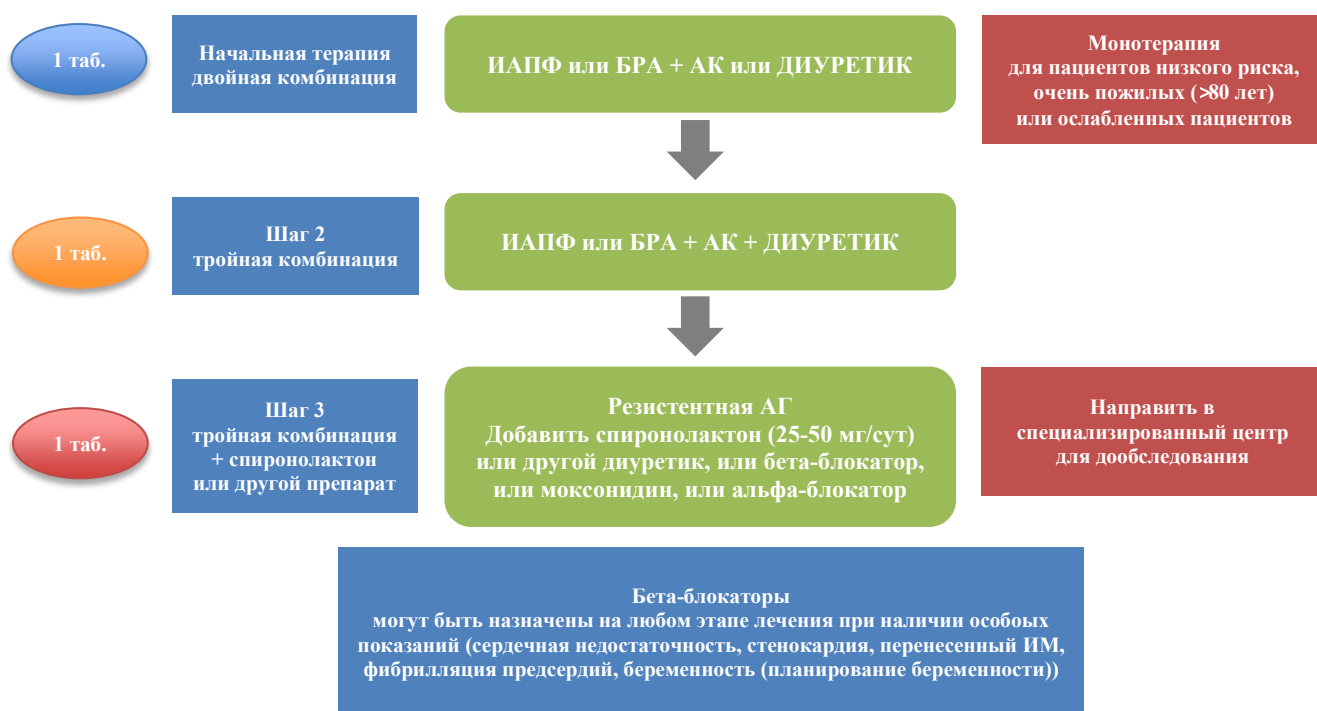 1 таб.
Начальная терапия
двойная комбинация
ИАПФ или БРА + АК или ДИУРЕТИК
Монотерапия
для пациентов низкого риска,
очень пожилых (>80 лет)
или ослабленных пациентов
1 таб.
Шаг 2
тройная комбинация
ИАПФ или БРА + АК + ДИУРЕТИК
1 таб.
Шаг 3
тройная комбинация
+ спиронолактон
или другой препарат
Резистентная АГ
Добавить спиронолактон (25-50 мг/сут)
или другой диуретик, или бета-блокатор,
или моксонидин, или альфа-блокатор
Направить в
специализированный центр
для дообследования
Бета-блокаторы
могут быть назначены на любом этапе лечения при наличии особоых
показаний (сердечная недостаточность, стенокардия, перенесенный ИМ,
фибрилляция предсердий, беременность (планирование беременности))